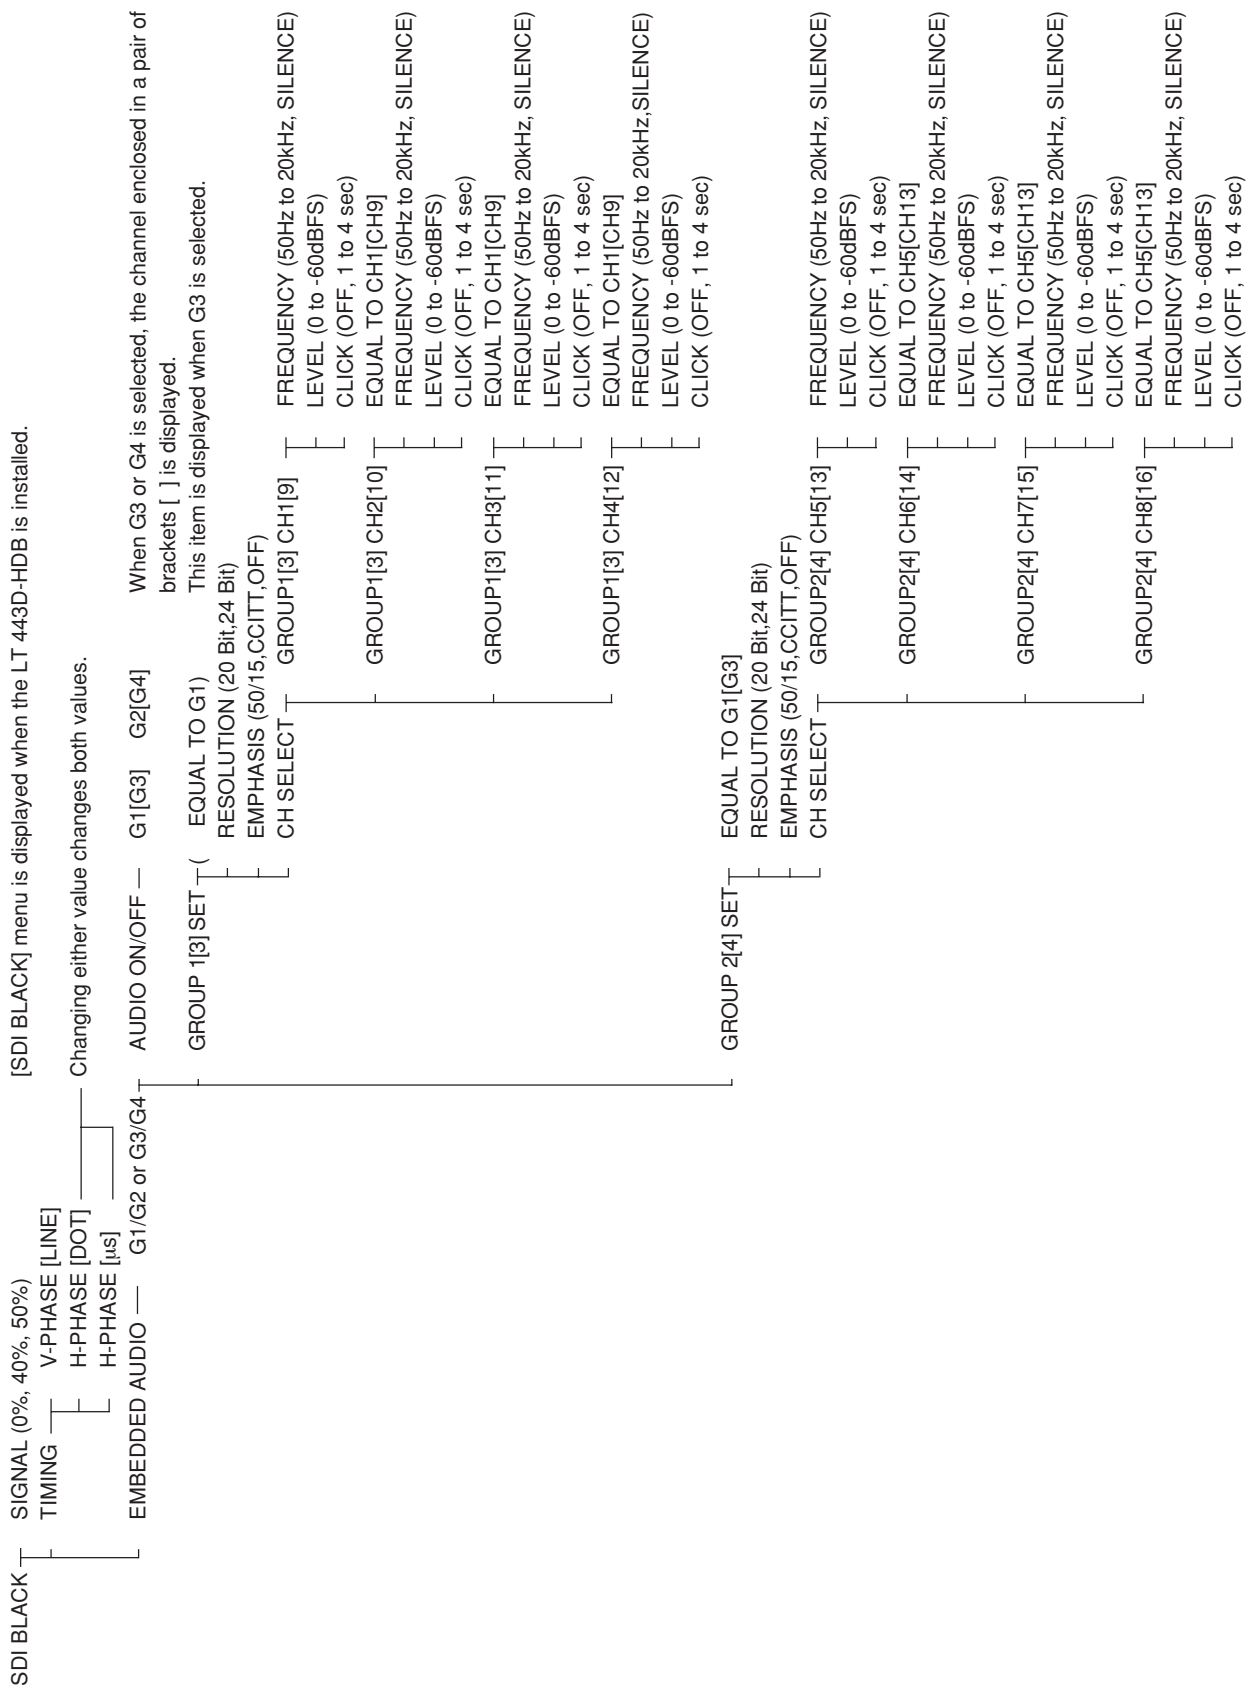 [SDI BLACK] menu is displayed when the LT 443D-HDB is installed.
SDI BLACK SIGNAL (0%, 40%, 50%)
TIMING V-PHASE [LINE]
H-PHASE [DOT] Changing either value changes both values.
H-PHASE [µs]
EMBEDDED AUDIO G1/G2 or G3/G4 AUDIO ON/OFF G1[G3] G2[G4] When G3 or G4 is selected, the channel enclosed in a pair of
brackets [ ] is displayed.
GROUP 1[3] SET ( EQUAL TO G1) This item is displayed when G3 is selected.
RESOLUTION (20 Bit,24 Bit)
EMPHASIS (50/15,CCITT,OFF)
CH SELECT GROUP1[3] CH1[9] FREQUENCY (50Hz to 20kHz, SILENCE)
LEVEL (0 to -60dBFS)
CLICK (OFF, 1 to 4 sec)
GROUP1[3] CH2[10] EQUAL TO CH1[CH9]
FREQUENCY (50Hz to 20kHz, SILENCE)
LEVEL (0 to -60dBFS)
CLICK (OFF, 1 to 4 sec)
GROUP1[3] CH3[11] EQUAL TO CH1[CH9]
FREQUENCY (50Hz to 20kHz, SILENCE)
LEVEL (0 to -60dBFS)
CLICK (OFF, 1 to 4 sec)
GROUP1[3] CH4[12] EQUAL TO CH1[CH9]
FREQUENCY (50Hz to 20kHz,SILENCE)
LEVEL (0 to -60dBFS)
CLICK (OFF, 1 to 4 sec)
GROUP 2[4] SET EQUAL TO G1[G3]
RESOLUTION (20 Bit,24 Bit)
EMPHASIS (50/15,CCITT,OFF)
CH SELECT GROUP2[4] CH5[13] FREQUENCY (50Hz to 20kHz, SILENCE)
LEVEL (0 to -60dBFS)
CLICK (OFF, 1 to 4 sec)
GROUP2[4] CH6[14] EQUAL TO CH5[CH13]
FREQUENCY (50Hz to 20kHz, SILENCE)
LEVEL (0 to -60dBFS)
CLICK (OFF, 1 to 4 sec)
GROUP2[4] CH7[15] EQUAL TO CH5[CH13]
FREQUENCY (50Hz to 20kHz, SILENCE)
LEVEL (0 to -60dBFS)
CLICK (OFF, 1 to 4 sec)
GROUP2[4] CH8[16] EQUAL TO CH5[CH13]
FREQUENCY (50Hz to 20kHz, SILENCE)
LEVEL (0 to -60dBFS)
CLICK (OFF, 1 to 4 sec)